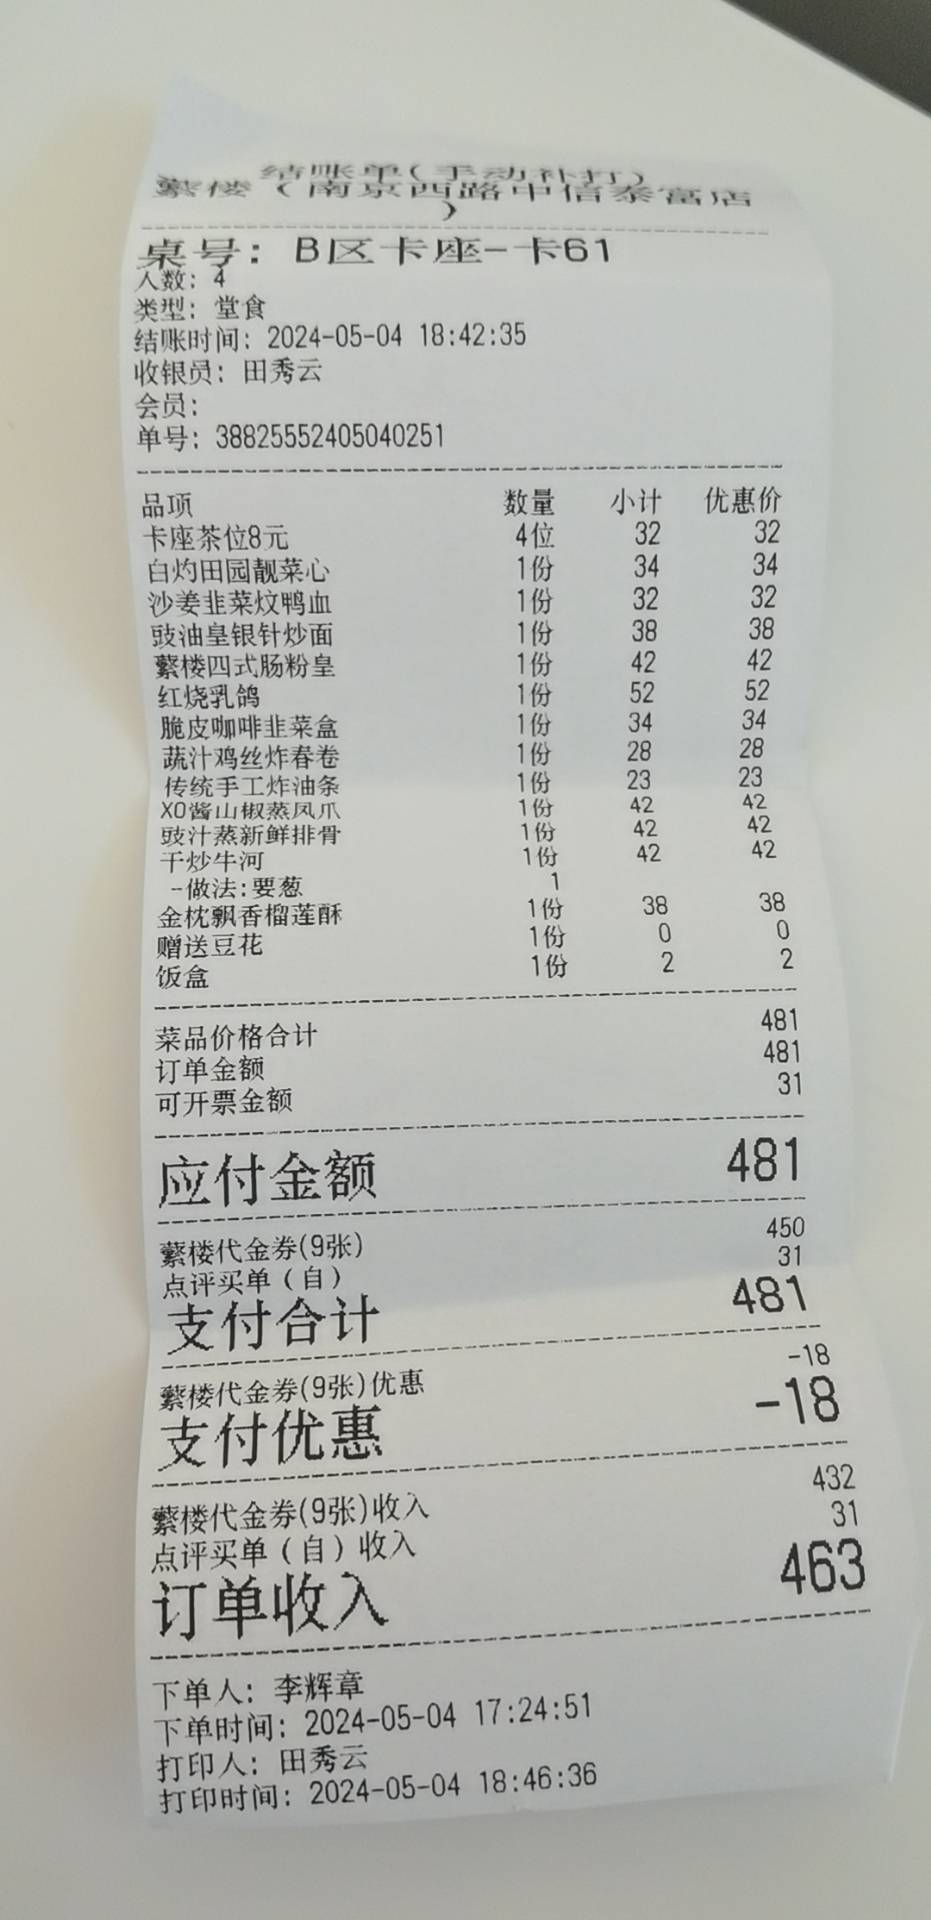 结账单(手动补打)
蘩楼（南京西路中信泰富店
）
桌号: B区卡座-卡61
人数: 4
类型: 堂食
结账时间: 2024-05-04 18:42:35
收银员: 田秀云
会员:
单号: 38825552405040251
品项 数量 小计 优惠价
卡座茶位8元 4位 32 32
白灼田园靓菜心 1份 34 34
沙姜韭菜炆鸭血 1份 32 32
豉油皇银针炒面 1份 38 38
蘩楼四式肠粉皇 1份 42 42
红烧乳鸽 1份 52 52
脆皮咖啡韭菜盒 1份 34 34
蔬汁鸡丝炸春卷 1份 28 28
传统手工炸油条 1份 23 23
XO酱山椒蒸凤爪 1份 42 42
豉汁蒸新鲜排骨 1份 42 42
干炒牛河 1份 42 42
-做法:要葱 1
金枕飘香榴莲酥 1份 38 38
赠送豆花 1份 0 0
饭盒 1份 2 2
菜品价格合计 481
订单金额 481
可开票金额 31
应付金额 481
蘩楼代金券(9张) 450
点评买单（自） 31
支付合计 481
蘩楼代金券(9张)优惠 -18
支付优惠 -18
蘩楼代金券(9张)收入 432
点评买单（自）收入 31
订单收入 463
下单人: 李辉章
下单时间: 2024-05-04 17:24:51
打印人: 田秀云
打印时间: 2024-05-04 18:46:36